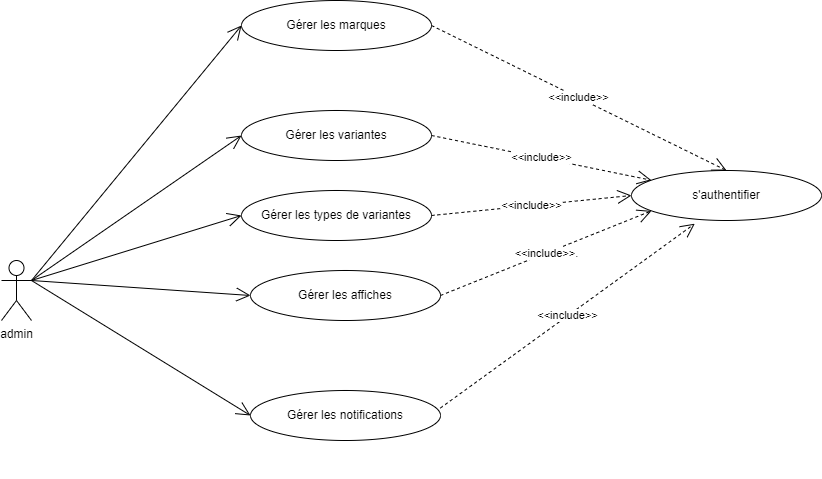 Gérer les marques
<<include>>
Gérer les variantes
<<include>>
s'authentifier
Gérer les types de variantes
<<include>>
<<include>>.
Gérer les affiches
<<include>>
admin
Gérer les notifications